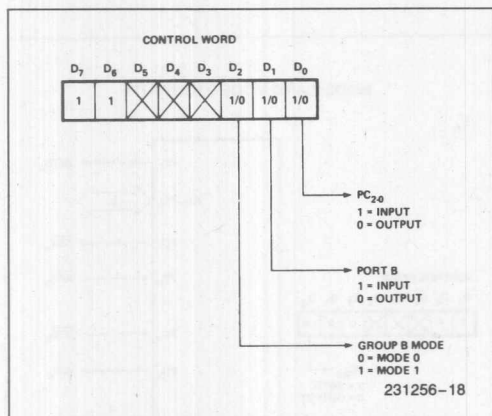 CONTROL WORD
D7 D6 D5 D4 D3 D2 D1 D0
1 1 1/0 1/0 1/0
PC2-0
1 = INPUT
0 = OUTPUT
PORT B
1 = INPUT
0 = OUTPUT
GROUP B MODE
0 = MODE 0
1 = MODE 1
231256-18